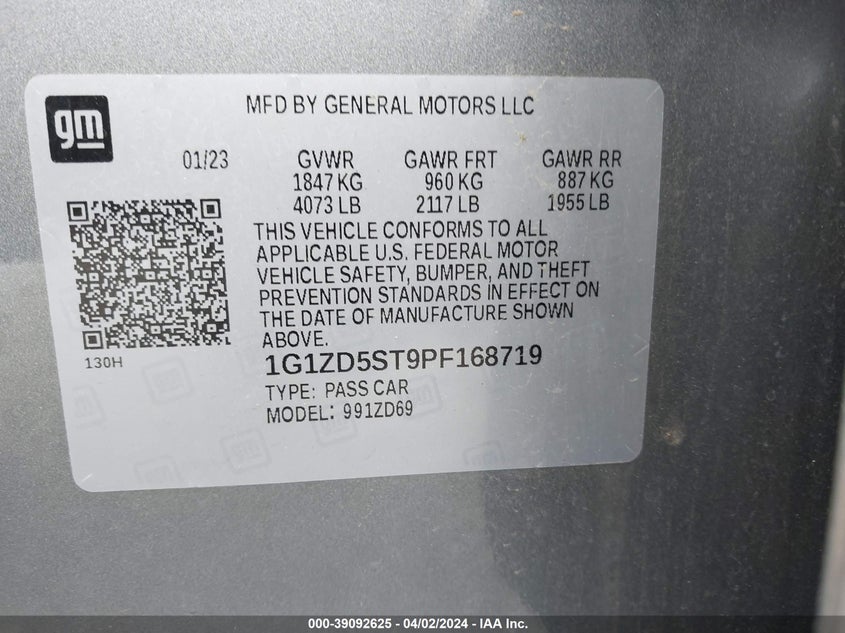 gm
MFD BY GENERAL MOTORS LLC
01/23 GVWR GAWR FRT GAWR RR
1847 KG 960 KG 887 KG
4073 LB 2117 LB 1955 LB
THIS VEHICLE CONFORMS TO ALL
APPLICABLE U.S. FEDERAL MOTOR
VEHICLE SAFETY, BUMPER, AND THEFT
PREVENTION STANDARDS IN EFFECT ON
THE DATE OF MANUFACTURE SHOWN
ABOVE.
130H
1G1ZD5ST9PF168719
TYPE: PASS CAR
MODEL: 991ZD69
000-39092625 - 04/02/2024 - IAA Inc.